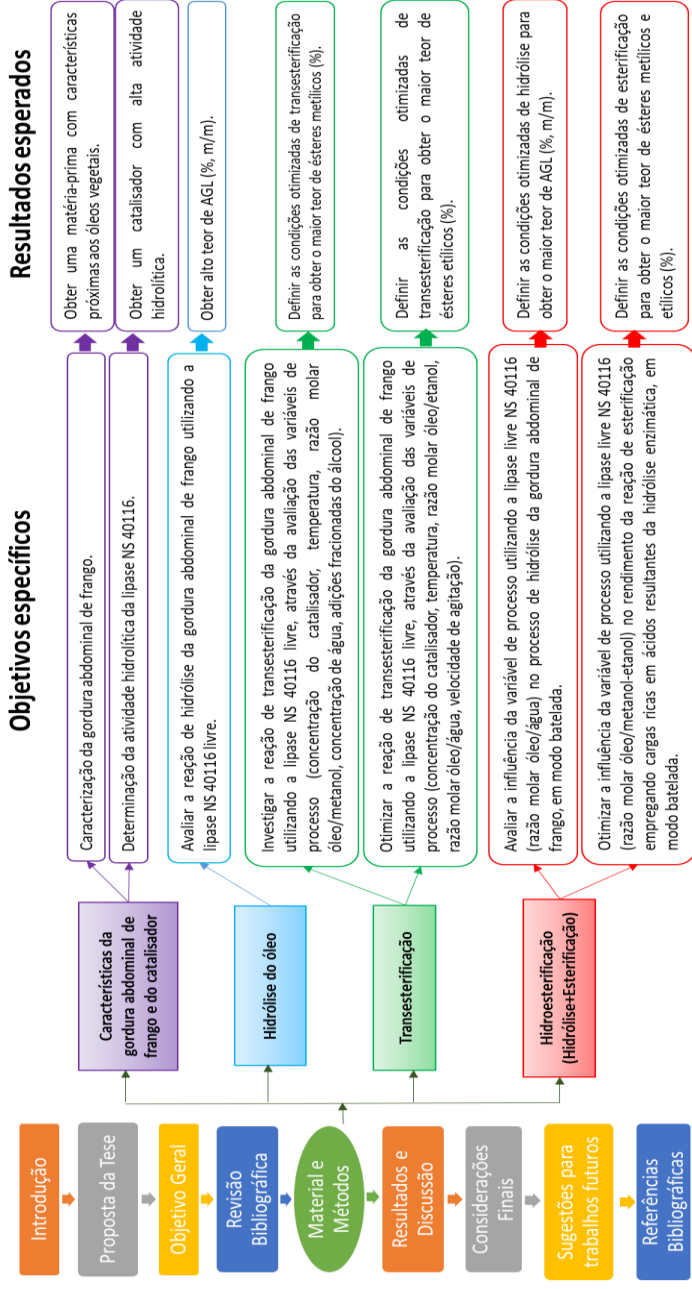 Introdução
Proposta da Tese
Objetivo Geral
Revisão
Bibliográfica
Material e
Métodos
Resultados e
Discussão
Considerações
Finais
Sugestões para
trabalhos futuros
Referências
Bibliográficas
Características da
gordura abdominal de
frango e do catalisador
Hidrólise do óleo
Transesterificação
Hidroesterificação
(Hidrólise+Esterificação)
Objetivos específicos
Caracterização da gordura abdominal de frango.
Determinação da atividade hidrolítica da lipase NS 40116.
Avaliar a reação de hidrólise da gordura abdominal de frango utilizando a
lipase NS 40116 livre.
Investigar a reação de transesterificação da gordura abdominal de frango
utilizando a lipase NS 40116 livre, através da avaliação das variáveis de
processo (concentração do catalisador, temperatura, razão molar
óleo/metanol, concentração de água, adições fracionadas do álcool).
Otimizar a reação de transesterificação da gordura abdominal de frango
utilizando a lipase NS 40116 livre, através da avaliação das variáveis de
processo (concentração do catalisador, temperatura, razão molar óleo/etanol,
razão molar óleo/água, velocidade de agitação).
Avaliar a influência da variável de processo utilizando a lipase livre NS 40116
(razão molar óleo/água) no processo de hidrólise da gordura abdominal de
frango, em modo batelada.
Otimizar a influência da variável de processo utilizando a lipase livre NS 40116
(razão molar óleo/metanol-etanol) no rendimento da reação de esterificação
empregando cargas ricas em ácidos resultantes da hidrólise enzimática, em
modo batelada.
Resultados esperados
Obter uma matéria-prima com características
próximas aos óleos vegetais.
Obter um catalisador com alta atividade
hidrolítica.
Obter alto teor de AGL (%, m/m).
Definir as condições otimizadas de transesterificação
para obter o maior teor de ésteres metílicos (%).
Definir as condições otimizadas de
transesterificação para obter o maior teor de
ésteres etílicos (%).
Definir as condições otimizadas de hidrólise para
obter o maior teor de AGL (%, m/m).
Definir as condições otimizadas de esterificação
para obter o maior teor de ésteres metílicos e
etílicos (%).